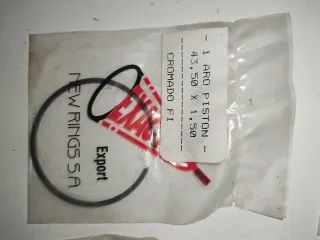 - 1 ARO PISTON -
43,50 X 1,50
----------------
CROMADO F1
Export
NEW RINGS S.A